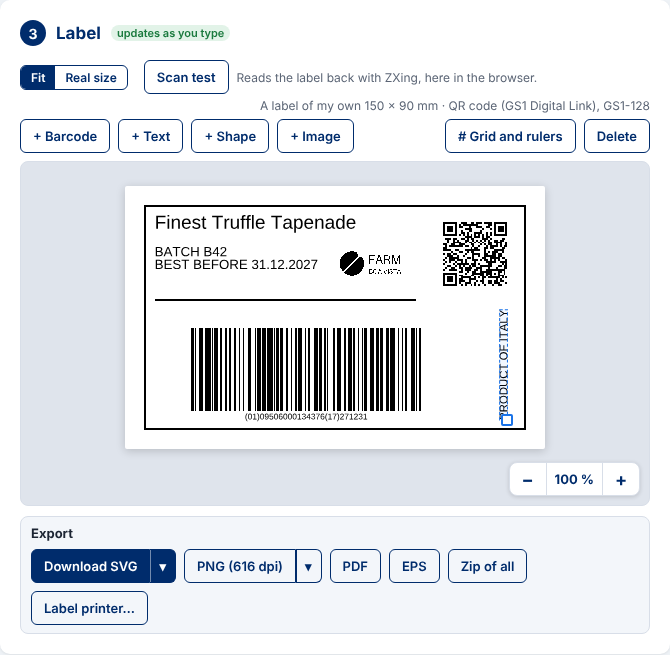 3 Label updates as you type
Fit Real size Scan test Reads the label back with ZXing, here in the browser.
A label of my own 150 × 90 mm · QR code (GS1 Digital Link), GS1-128
+ Barcode + Text + Shape + Image # Grid and rulers Delete
Finest Truffle Tapenade
BATCH B42
BEST BEFORE 31.12.2027
FARM
PRODUCT OF ITALY
(01)09506000134376(17)271231
− 100 % +
Export
Download SVG ▾ PNG (616 dpi) ▾ PDF EPS Zip of all
Label printer...